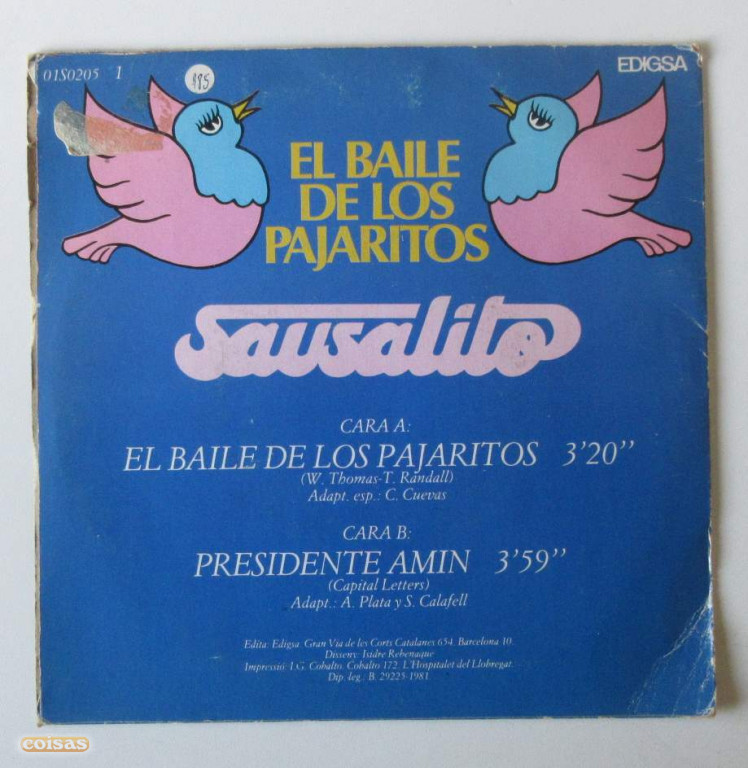 01S0205 1
185
EDIGSA
EL BAILE
DE LOS
PAJARITOS
Sausalito
CARA A:
EL BAILE DE LOS PAJARITOS 3'20"
(W. Thomas-T. Randall)
Adapt. esp.: C. Cuevas
CARA B:
PRESIDENTE AMIN 3'59"
(Capital Letters)
Adapt.: A. Plata y S. Calafell
Edita: Edigsa. Gran Via de les Corts Catalanes 654. Barcelona 10.
Disseny: Isidre Rebenaque
Impressió: I.G. Cobalto. Cobalto 172. L'Hospitalet del Llobregat.
Dip. leg.: B. 29225-1981
coisas